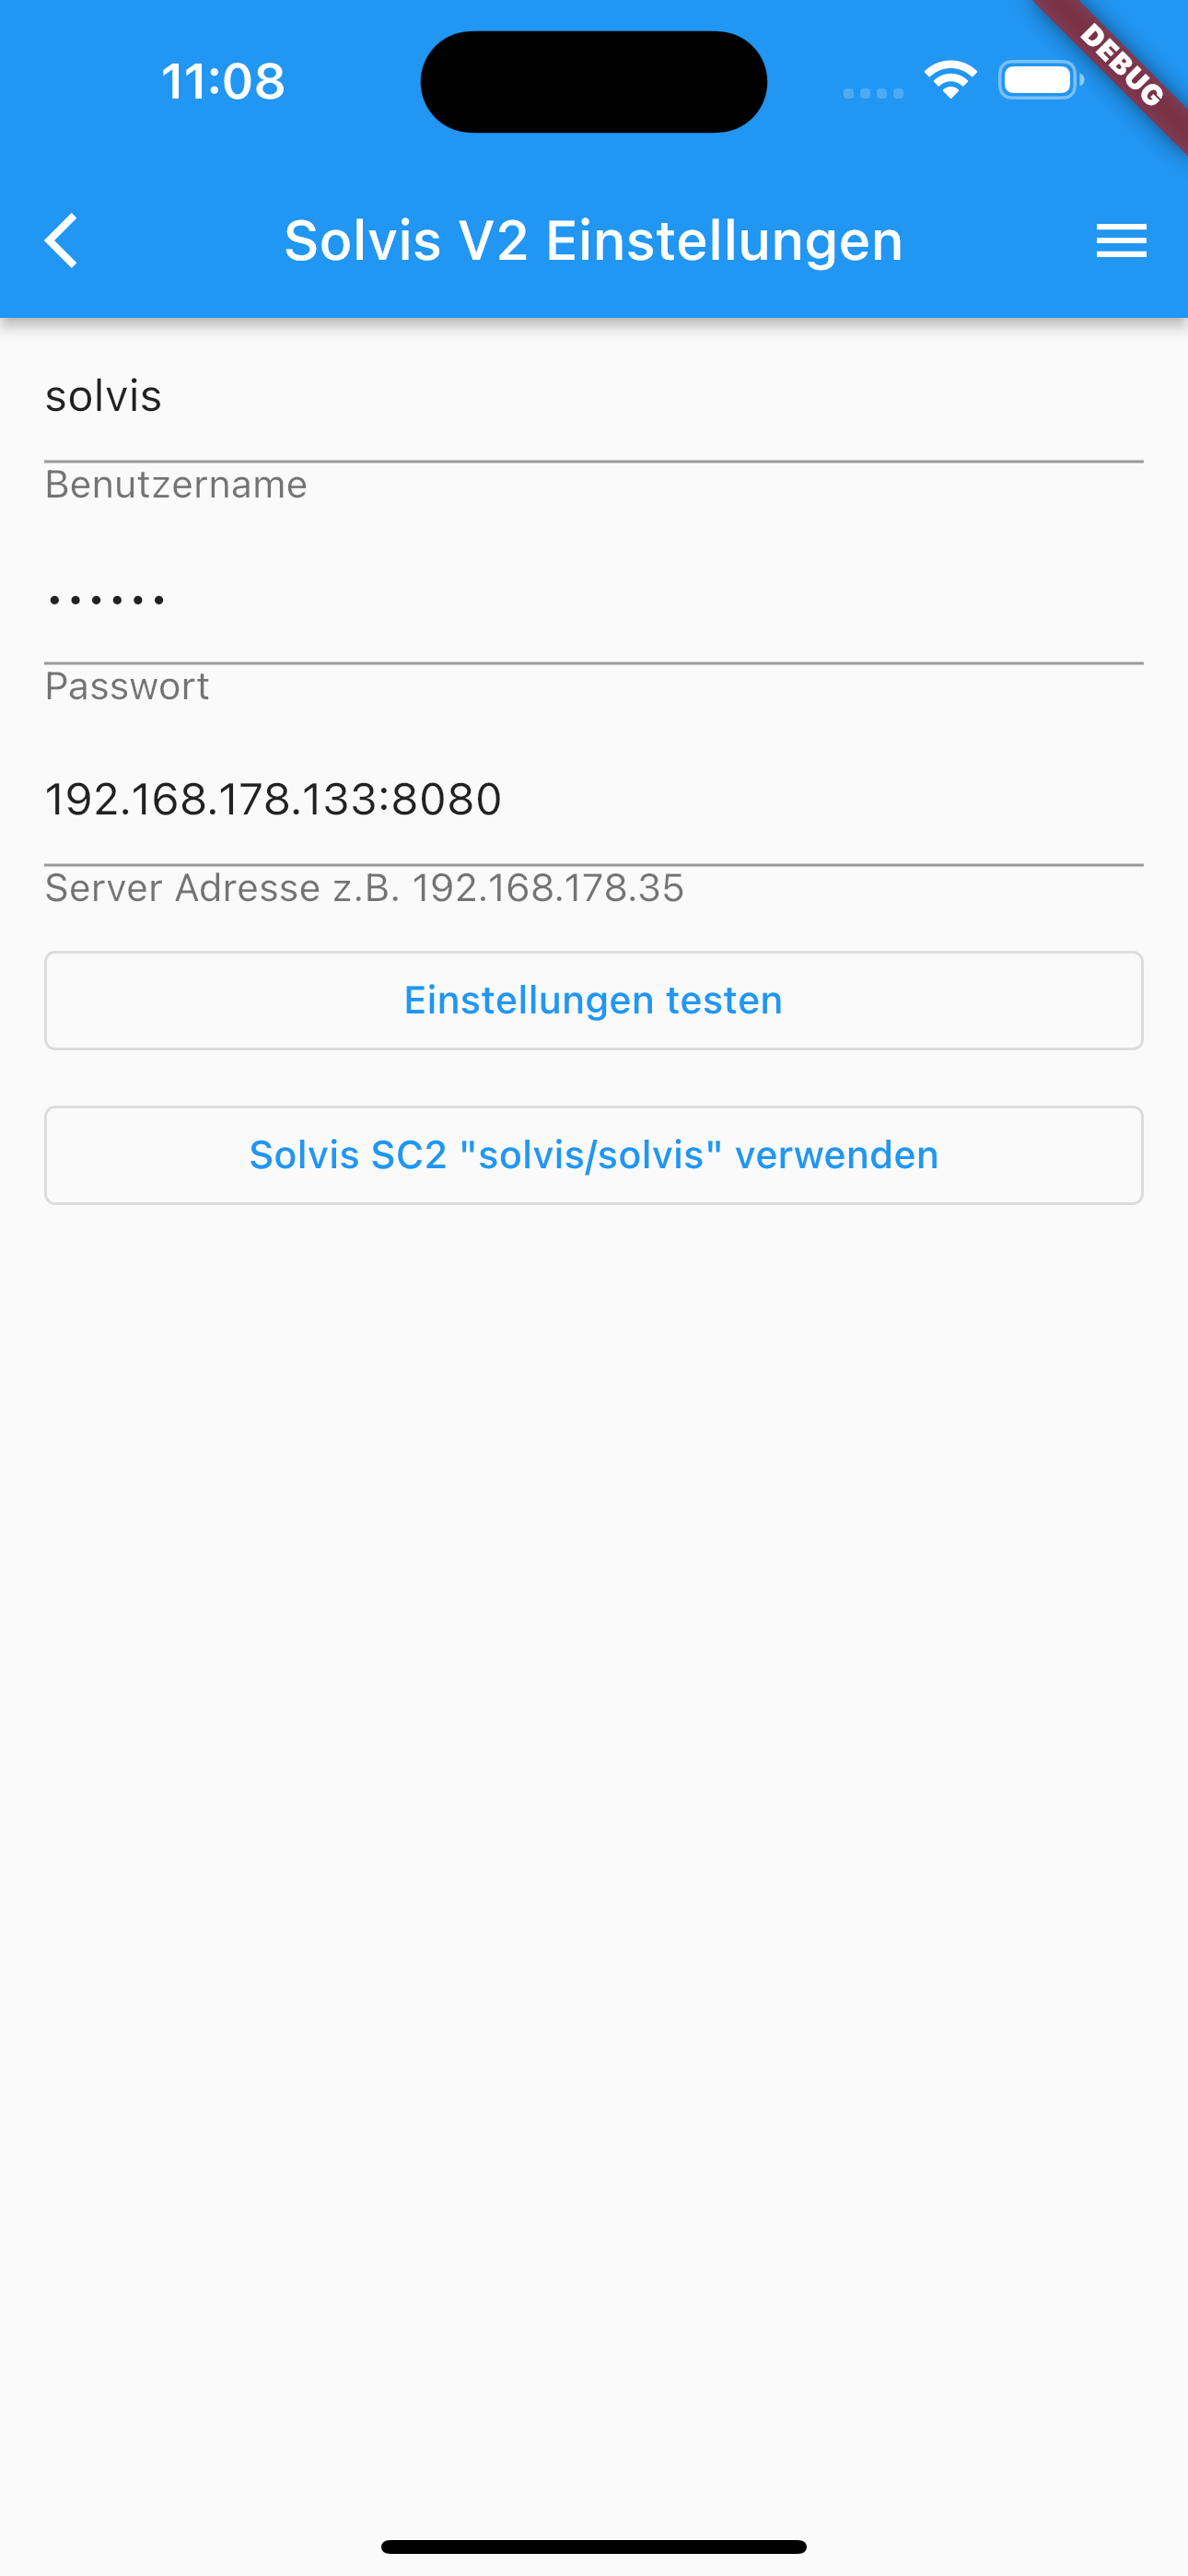 11:08
DEBUG
Solvis V2 Einstellungen
solvis
Benutzername
••••••
Passwort
192.168.178.133:8080
Server Adresse z.B. 192.168.178.35
Einstellungen testen
Solvis SC2 "solvis/solvis" verwenden